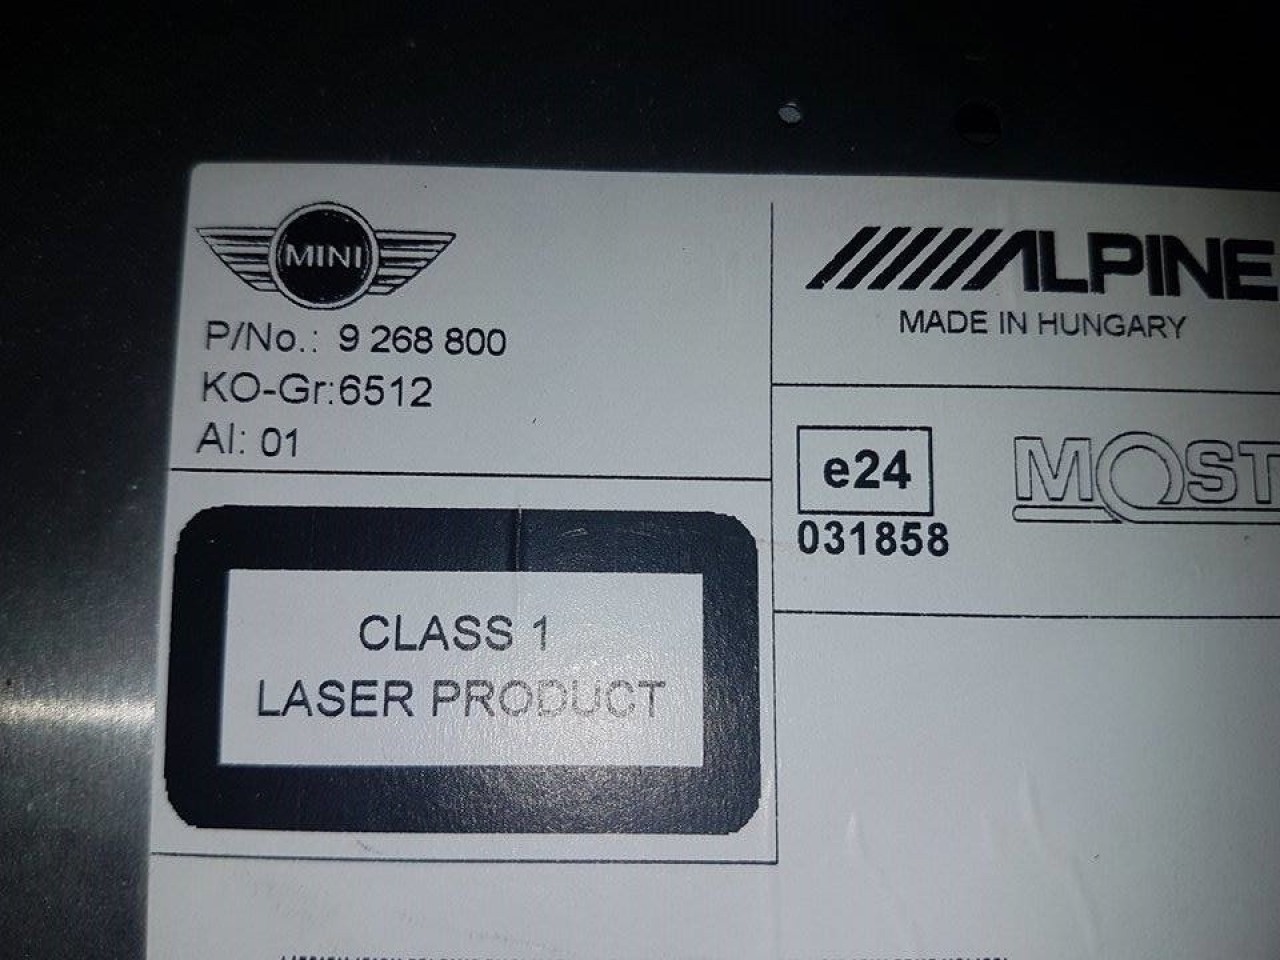 MINI
P/No.: 9 268 800
KO-Gr:6512
AI: 01
ALPINE
MADE IN HUNGARY
e24
031858
MOST
CLASS 1
LASER PRODUCT